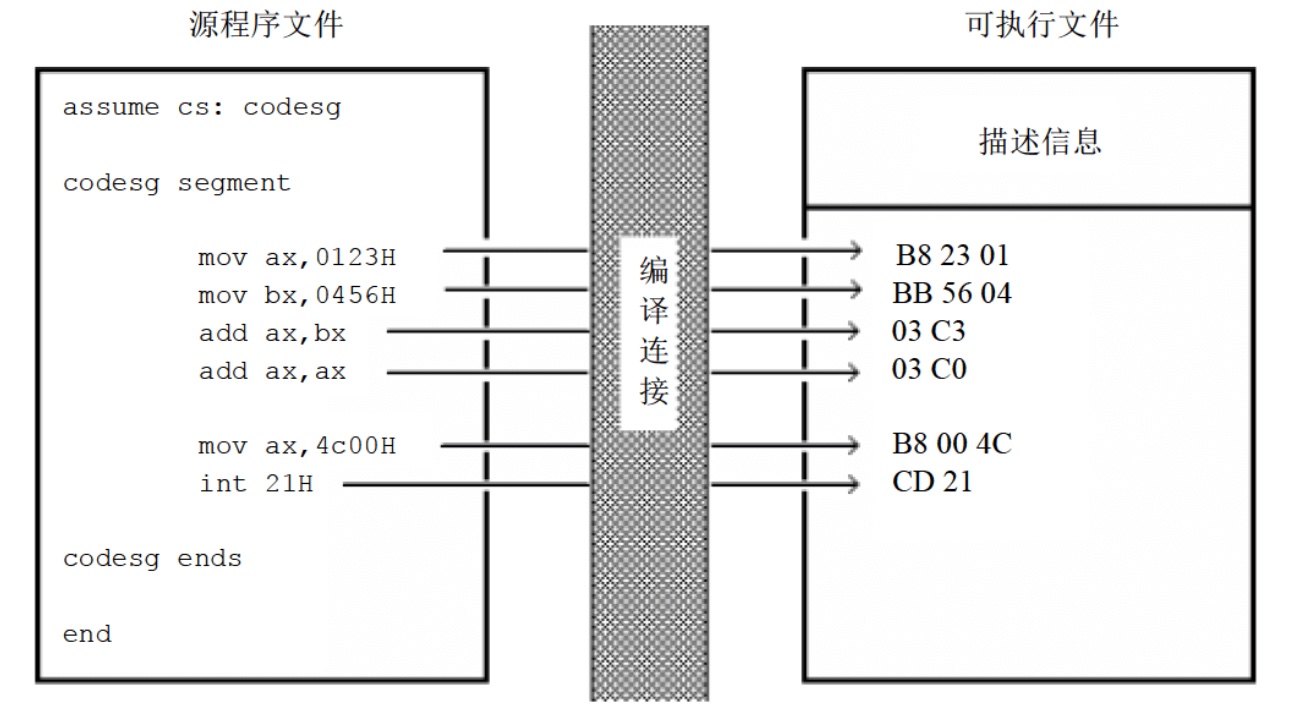 源程序文件
assume cs: codesg
codesg segment
mov ax,0123H
mov bx,0456H
add ax,bx
add ax,ax
mov ax,4c00H
int 21H
codesg ends
end
编
译
连
接
可执行文件
描述信息
B8 23 01
BB 56 04
03 C3
03 C0
B8 00 4C
CD 21